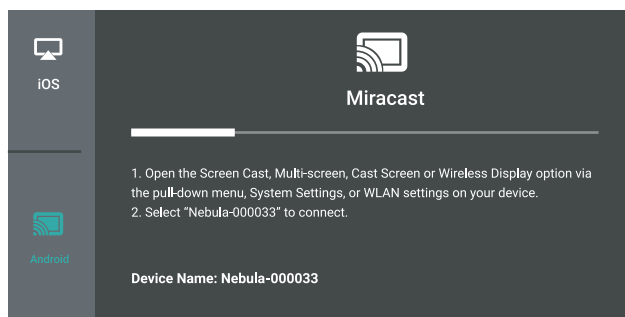 iOS
Android
Miracast
1. Open the Screen Cast, Multi-screen, Cast Screen or Wireless Display option via
the pull-down menu, System Settings, or WLAN settings on your device.
2. Select “Nebula-000033” to connect.
Device Name: Nebula-000033